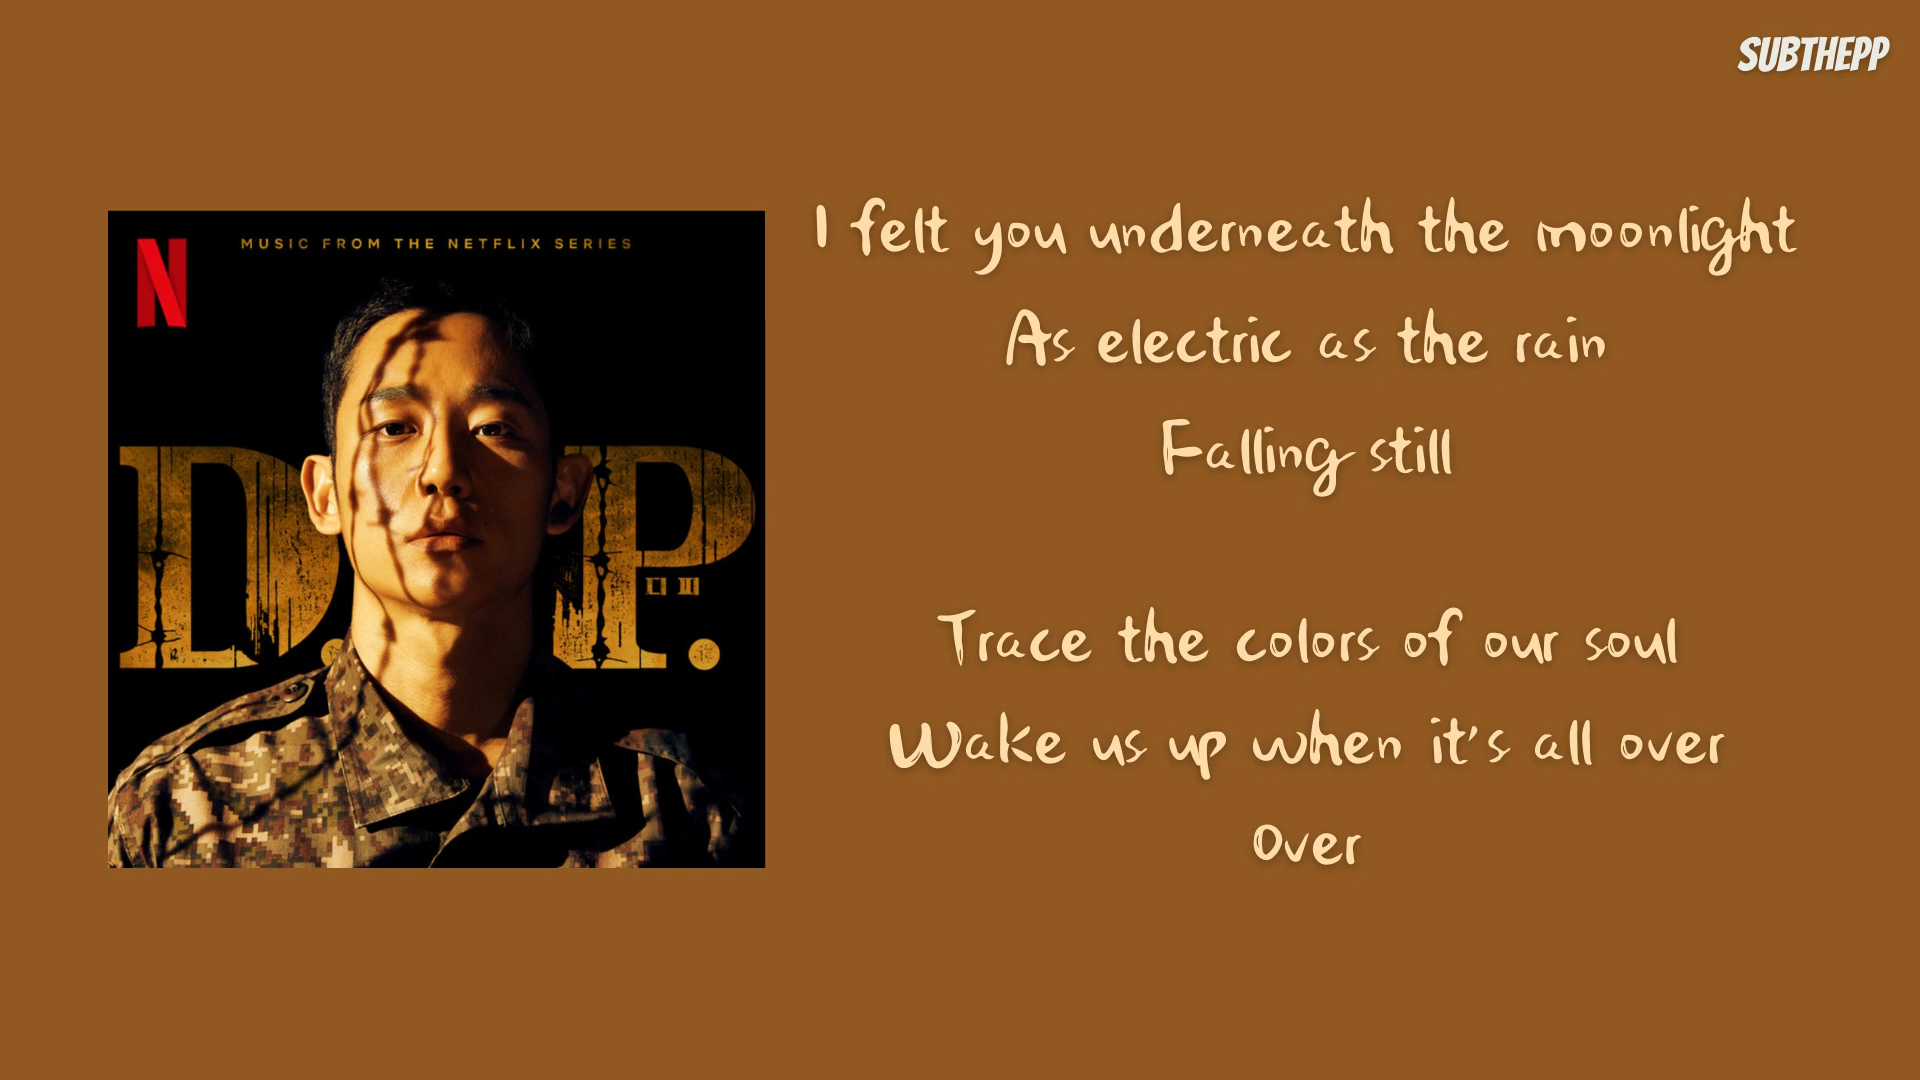 SUBTHEPP
N
MUSIC FROM THE NETFLIX SERIES
D.P.
디피
I felt you underneath the moonlight
As electric as the rain
Falling still
Trace the colors of our soul
Wake us up when it's all over
Over